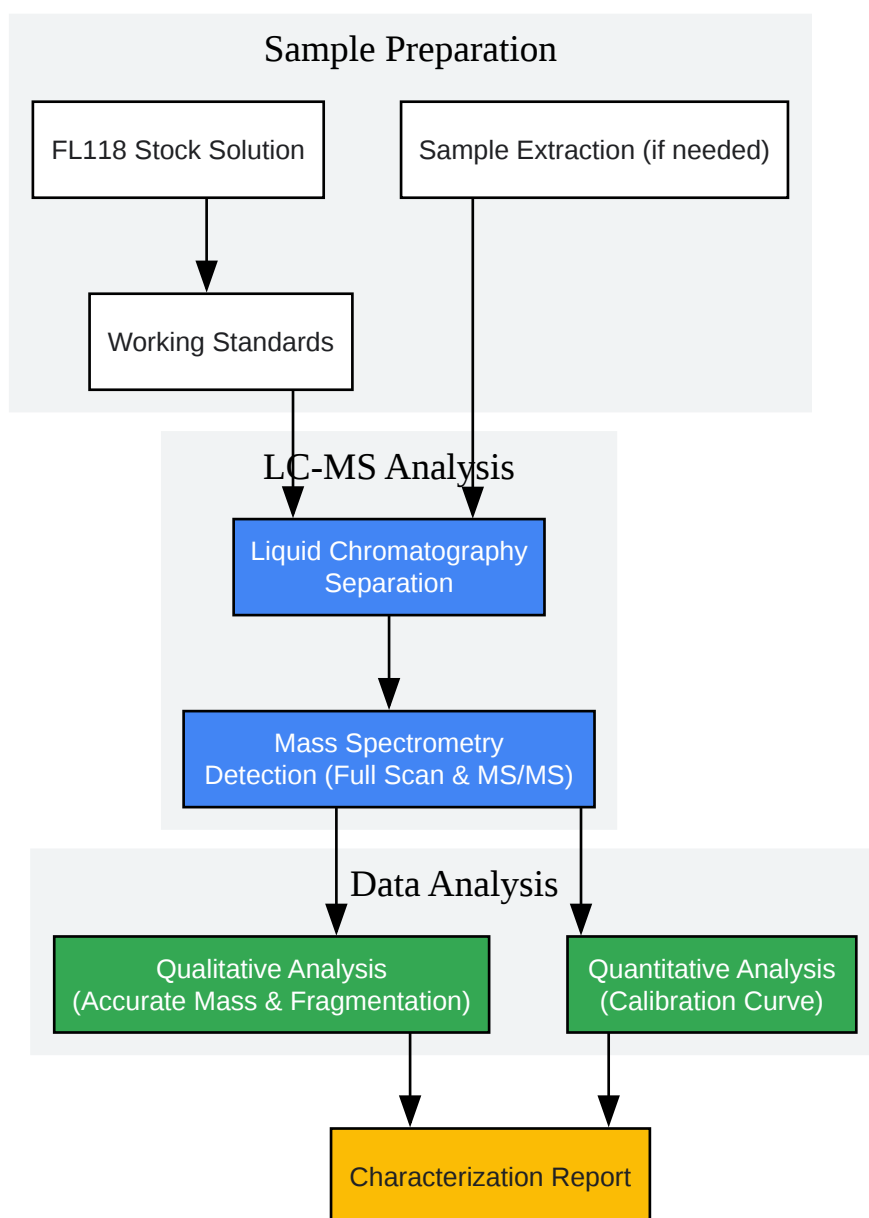 Sample Preparation
FL118 Stock Solution
Sample Extraction (if needed)
Working Standards
LC-MS Analysis
Liquid Chromatography
Separation
Mass Spectrometry
Detection (Full Scan & MS/MS)
Data Analysis
Qualitative Analysis
(Accurate Mass & Fragmentation)
Quantitative Analysis
(Calibration Curve)
Characterization Report